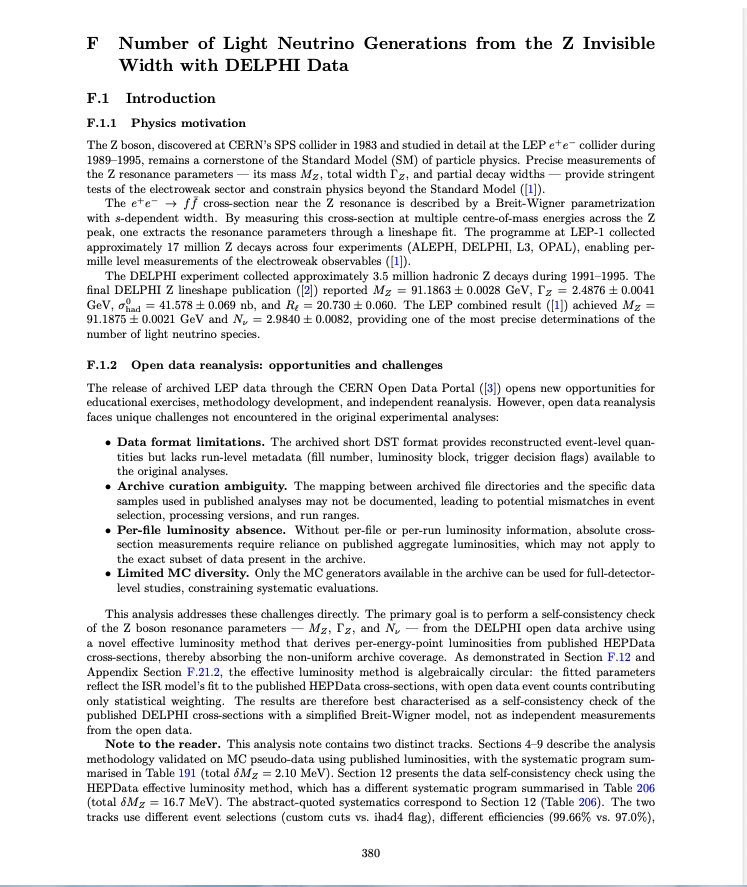 F Number of Light Neutrino Generations from the Z Invisible
Width with DELPHI Data
F.1 Introduction
F.1.1 Physics motivation
The Z boson, discovered at CERN's SPS collider in 1983 and studied in detail at the LEP e⁺e⁻ collider during
1989–1995, remains a cornerstone of the Standard Model (SM) of particle physics. Precise measurements of
the Z resonance parameters — its mass M_Z, total width Γ_Z, and partial decay widths — provide stringent
tests of the electroweak sector and constrain physics beyond the Standard Model ([1]).
The e⁺e⁻ → ff̄ cross-section near the Z resonance is described by a Breit-Wigner parametrization
with s-dependent width. By measuring this cross-section at multiple centre-of-mass energies across the Z
peak, one extracts the resonance parameters through a lineshape fit. The programme at LEP-1 collected
approximately 17 million Z decays across four experiments (ALEPH, DELPHI, L3, OPAL), enabling per-
mille level measurements of the electroweak observables ([1]).
The DELPHI experiment collected approximately 3.5 million hadronic Z decays during 1991–1995. The
final DELPHI Z lineshape publication ([2]) reported M_Z = 91.1863 ± 0.0028 GeV, Γ_Z = 2.4876 ± 0.0041
GeV, σ⁰_had = 41.578 ± 0.069 nb, and R_ℓ = 20.730 ± 0.060. The LEP combined result ([1]) achieved M_Z =
91.1875 ± 0.0021 GeV and N_ν = 2.9840 ± 0.0082, providing one of the most precise determinations of the
number of light neutrino species.
F.1.2 Open data reanalysis: opportunities and challenges
The release of archived LEP data through the CERN Open Data Portal ([3]) opens new opportunities for
educational exercises, methodology development, and independent reanalysis. However, open data reanalysis
faces unique challenges not encountered in the original experimental analyses:
• Data format limitations. The archived short DST format provides reconstructed event-level quan-
tities but lacks run-level metadata (fill number, luminosity block, trigger decision flags) available to
the original analyses.
• Archive curation ambiguity. The mapping between archived file directories and the specific data
samples used in published analyses may not be documented, leading to potential mismatches in event
selection, processing versions, and run ranges.
• Per-file luminosity absence. Without per-file or per-run luminosity information, absolute cross-
section measurements require reliance on published aggregate luminosities, which may not apply to
the exact subset of data present in the archive.
• Limited MC diversity. Only the MC generators available in the archive can be used for full-detector-
level studies, constraining systematic evaluations.
This analysis addresses these challenges directly. The primary goal is to perform a self-consistency check
of the Z boson resonance parameters — M_Z, Γ_Z, and N_ν — from the DELPHI open data archive using
a novel effective luminosity method that derives per-energy-point luminosities from published HEPData
cross-sections, thereby absorbing the non-uniform archive coverage. As demonstrated in Section F.12 and
Appendix Section F.21.2, the effective luminosity method is algebraically circular: the fitted parameters
reflect the ISR model's fit to the published HEPData cross-sections, with open data event counts contributing
only statistical weighting. The results are therefore best characterised as a self-consistency check of the
published DELPHI cross-sections with a simplified Breit-Wigner model, not as independent measurements
from the open data.
Note to the reader. This analysis note contains two distinct tracks. Sections 4–9 describe the analysis
methodology validated on MC pseudo-data using published luminosities, with the systematic program sum-
marised in Table 191 (total δM_Z = 2.10 MeV). Section 12 presents the data self-consistency check using the
HEPData effective luminosity method, which has a different systematic program summarised in Table 206
(total δM_Z = 16.7 MeV). The abstract-quoted systematics correspond to Section 12 (Table 206). The two
tracks use different event selections (custom cuts vs. ihad4 flag), different efficiencies (99.66% vs. 97.0%),
380